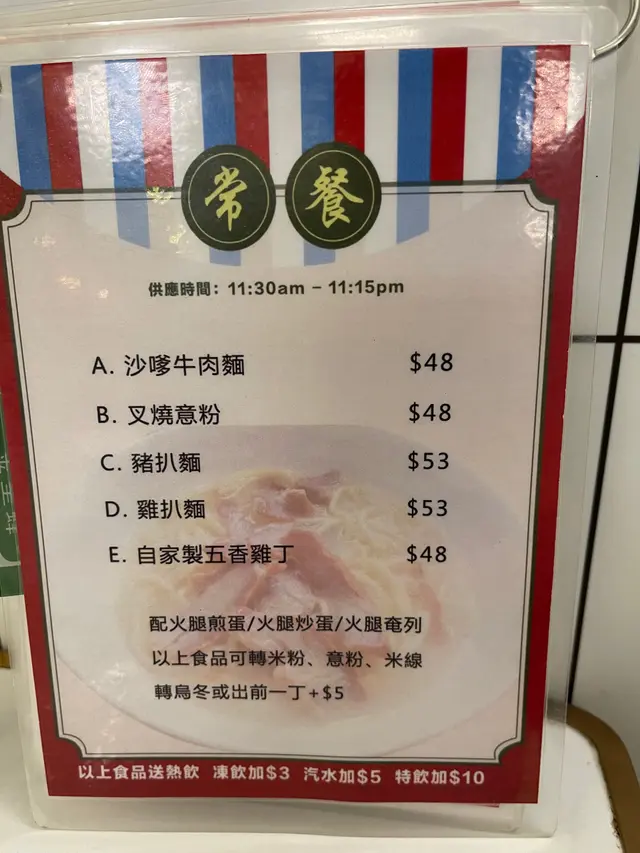 常餐
供應時間：11:30am – 11:15pm
A. 沙嗲牛肉麵 $48
B. 叉燒意粉 $48
C. 豬扒麵 $53
D. 雞扒麵 $53
E. 自家製五香雞丁 $48
配火腿煎蛋/火腿炒蛋/火腿奄列
以上食品可轉米粉、意粉、米線
轉烏冬或出前一丁+$5
以上食品送熱飲 凍飲加$3 汽水加$5 特飲加$10